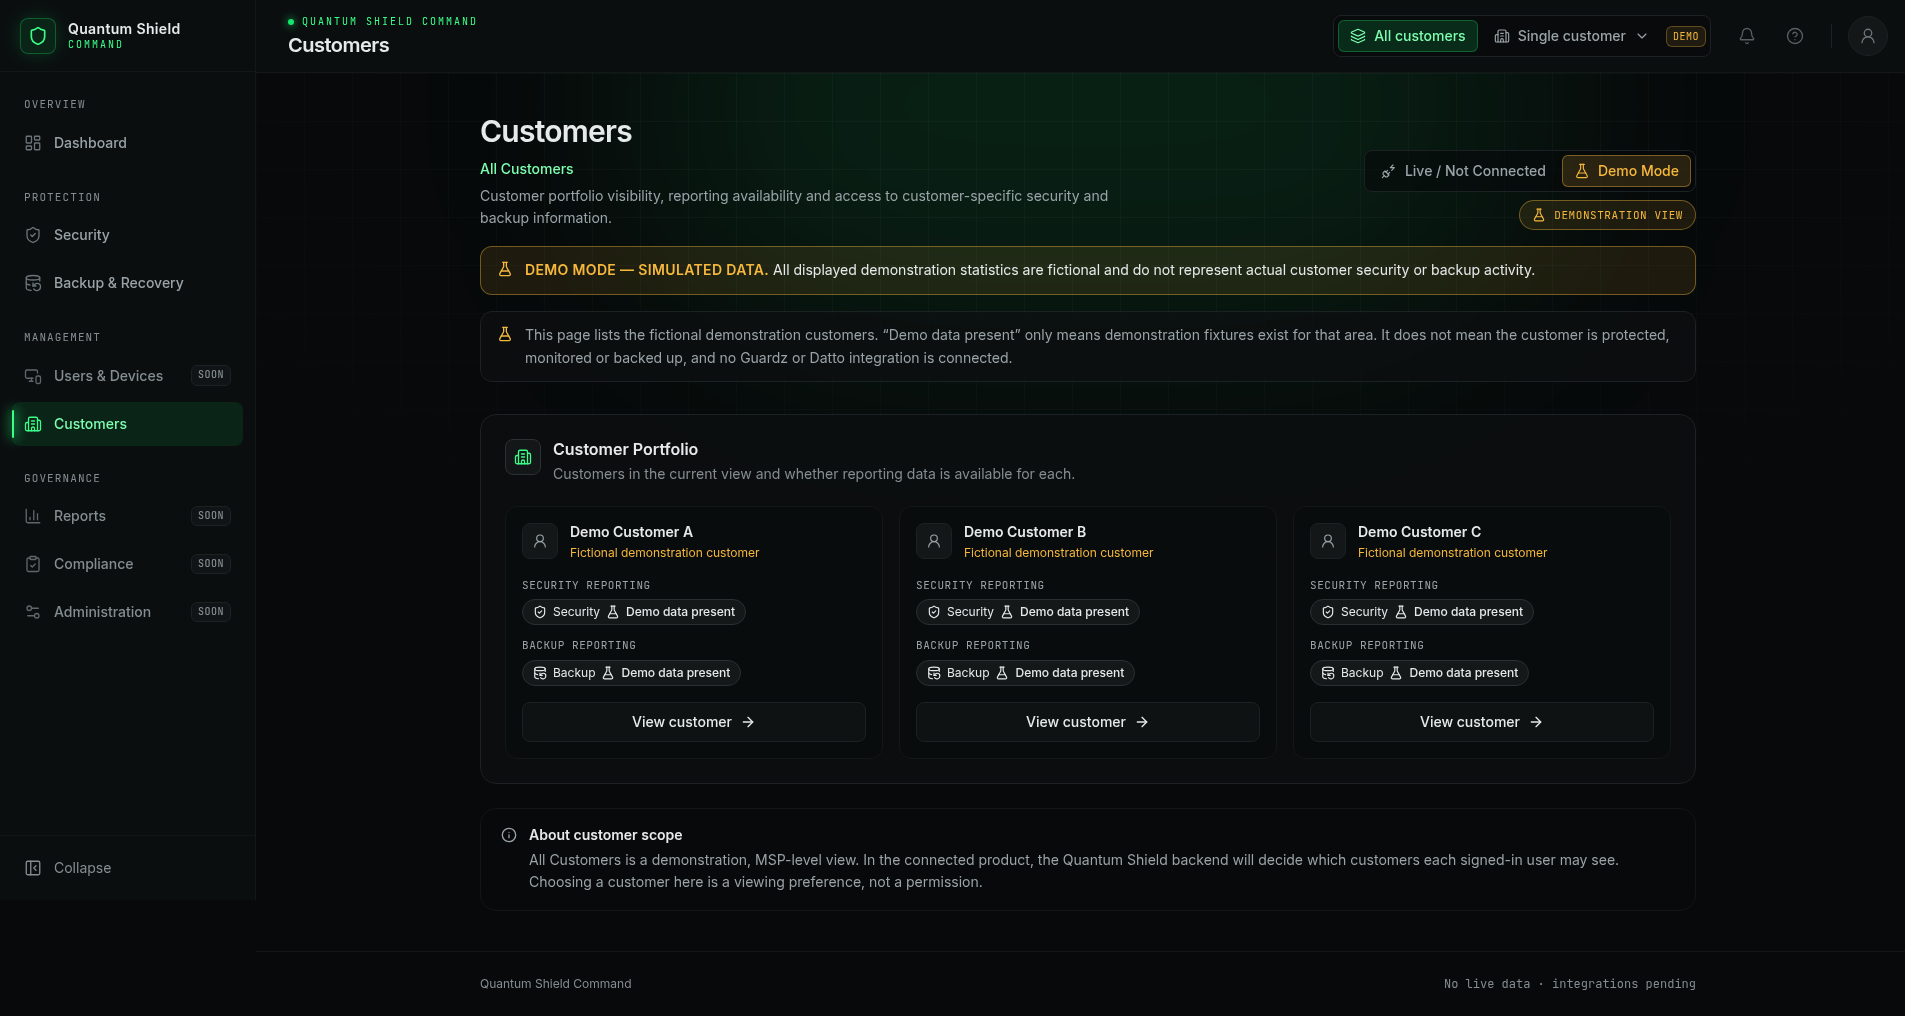 Quantum Shield
COMMAND
QUANTUM SHIELD COMMAND
Customers
All customers
Single customer
DEMO
OVERVIEW
Dashboard
PROTECTION
Security
Backup & Recovery
MANAGEMENT
Users & Devices SOON
Customers
GOVERNANCE
Reports SOON
Compliance SOON
Administration SOON
Collapse
Customers
All Customers
Customer portfolio visibility, reporting availability and access to customer-specific security and
backup information.
Live / Not Connected
Demo Mode
DEMONSTRATION VIEW
DEMO MODE — SIMULATED DATA. All displayed demonstration statistics are fictional and do not represent actual customer security or backup activity.
This page lists the fictional demonstration customers. “Demo data present” only means demonstration fixtures exist for that area. It does not mean the customer is protected,
monitored or backed up, and no Guardz or Datto integration is connected.
Customer Portfolio
Customers in the current view and whether reporting data is available for each.
Demo Customer A
Fictional demonstration customer
SECURITY REPORTING
Security Demo data present
BACKUP REPORTING
Backup Demo data present
View customer
Demo Customer B
Fictional demonstration customer
SECURITY REPORTING
Security Demo data present
BACKUP REPORTING
Backup Demo data present
View customer
Demo Customer C
Fictional demonstration customer
SECURITY REPORTING
Security Demo data present
BACKUP REPORTING
Backup Demo data present
View customer
About customer scope
All Customers is a demonstration, MSP-level view. In the connected product, the Quantum Shield backend will decide which customers each signed-in user may see.
Choosing a customer here is a viewing preference, not a permission.
Quantum Shield Command
No live data · integrations pending